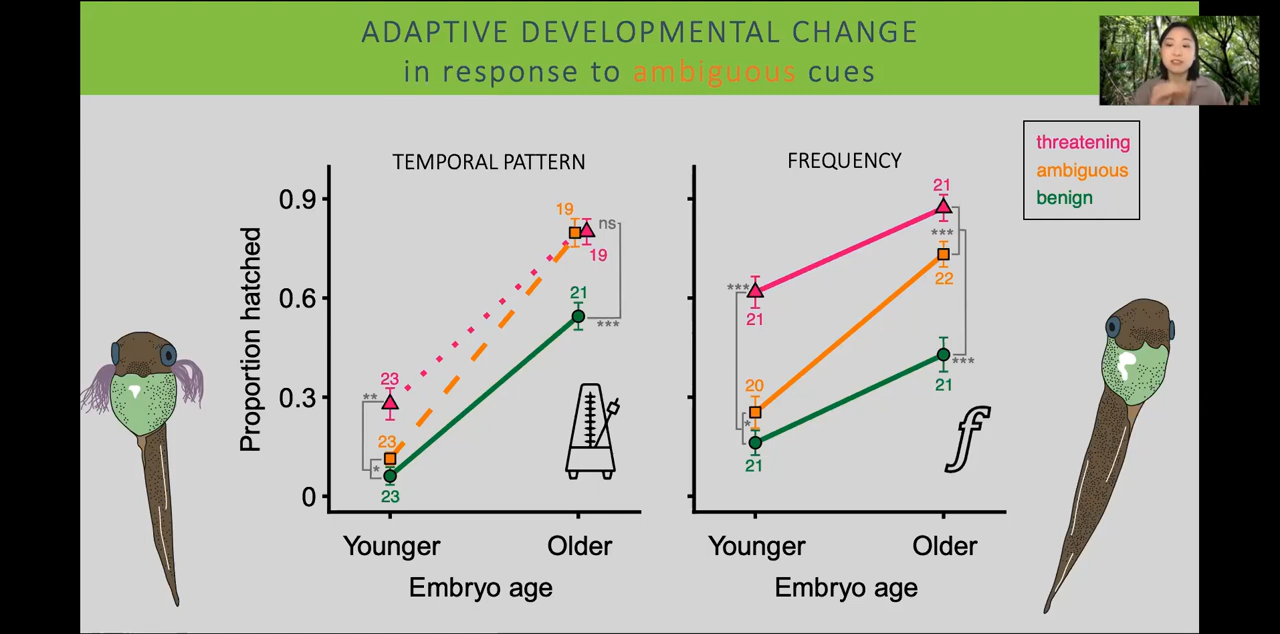 ADAPTIVE DEVELOPMENTAL CHANGE
in response to ambiguous cues
threatening
ambiguous
benign
TEMPORAL PATTERN
Proportion hatched
0.9
0.6
0.3
0
19
ns
19
21
***
23
**
23
*
23
Younger
Older
Embryo age
FREQUENCY
21
***
22
***
21
***
21
20
*
21
f
Younger
Older
Embryo age